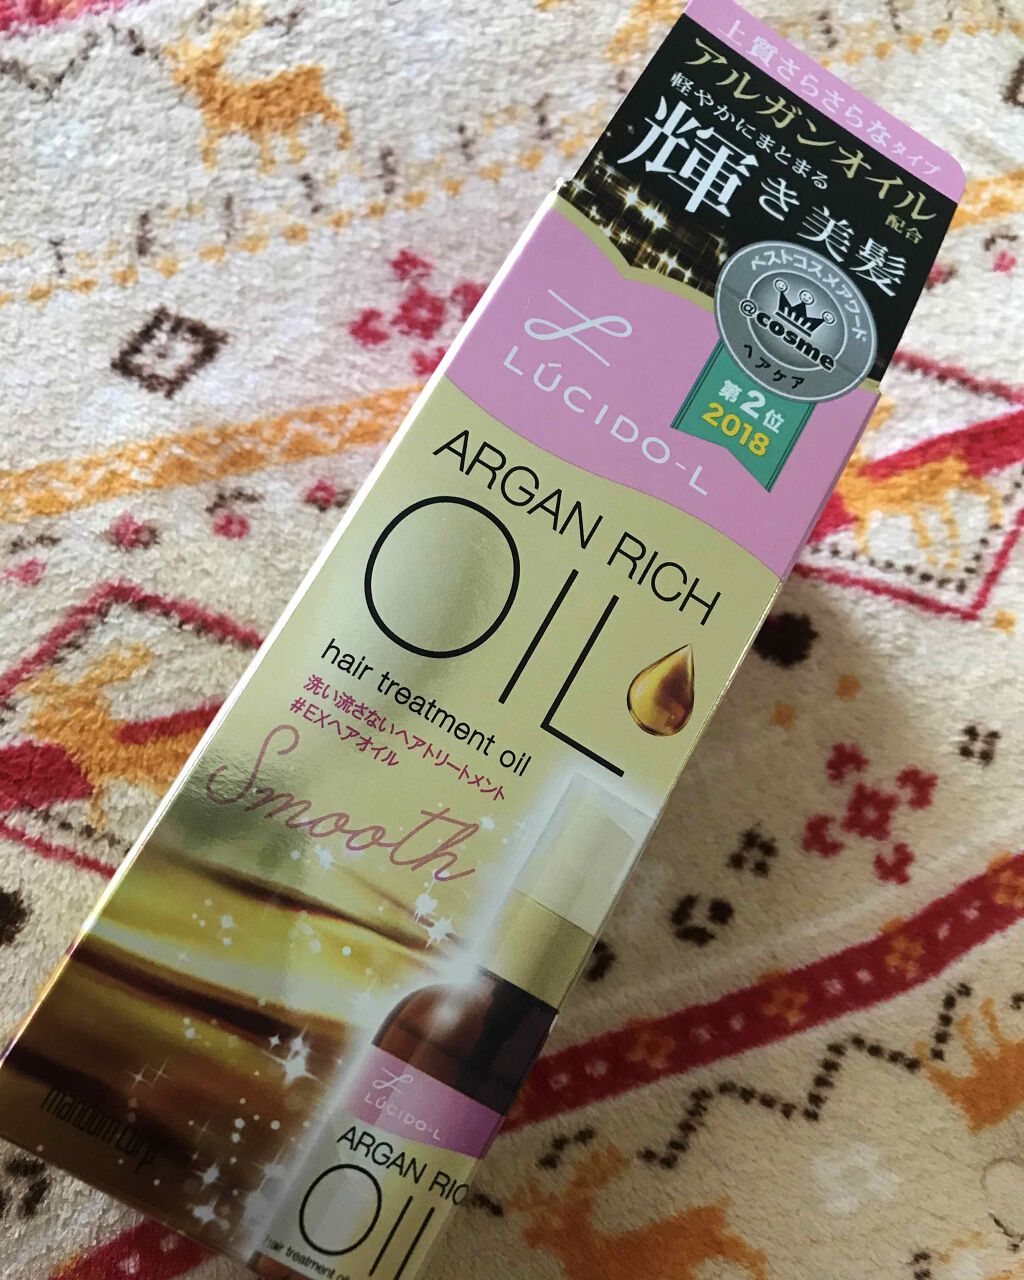 上質さらさらなタイプ
アルガンオイル配合
軽やかにまとまる
輝き美髪
ベストコスメアワード
@cosme
ヘアケア
第2位
2018
LÚCIDO-L
ARGAN RICH
OIL
hair treatment oil
洗い流さないヘアトリートメント
#EXヘアオイル
Smooth
mandom corp
LÚCIDO-L
ARGAN RIC
OIL
hair treatment oil